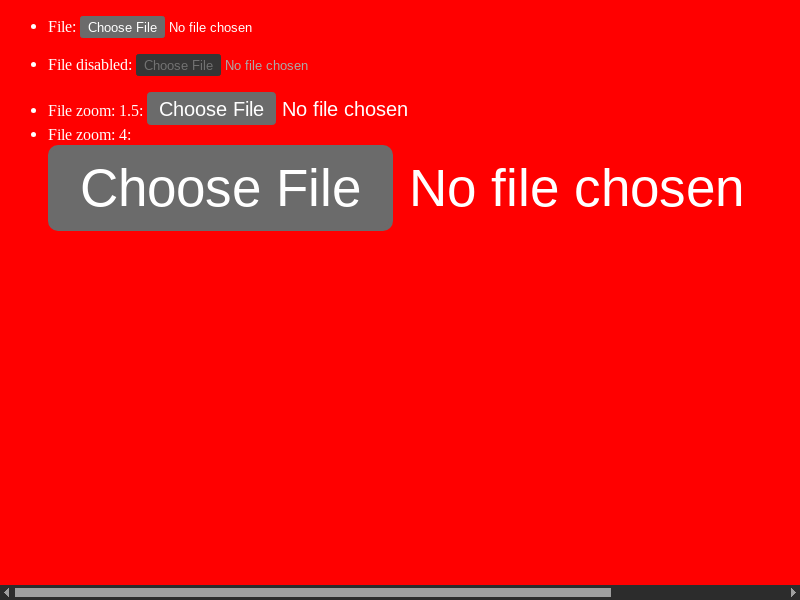 File: Choose File No file chosen
File disabled: Choose File No file chosen
File zoom: 1.5: Choose File No file chosen
File zoom: 4:
Choose File No file chosen